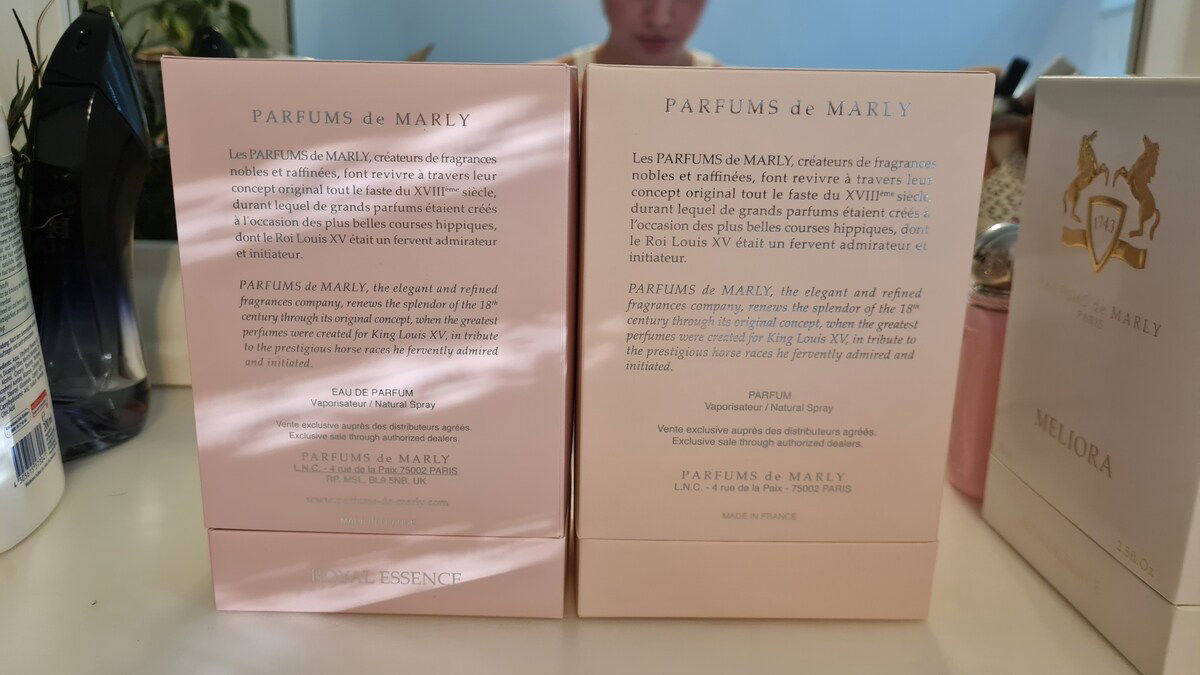 PARFUMS de MARLY
Les PARFUMS de MARLY, créateurs de fragrances
nobles et raffinées, font revivre à travers leur
concept original tout le faste du XVIIIème siècle,
durant lequel de grands parfums étaient créés
à l'occasion des plus belles courses hippiques,
dont le Roi Louis XV était un fervent admirateur
et initiateur.
PARFUMS de MARLY, the elegant and refined
fragrances company, renews the splendor of the 18th
century through its original concept, when the greatest
perfumes were created for King Louis XV, in tribute
to the prestigious horse races he fervently admired
and initiated.
EAU DE PARFUM
Vaporisateur / Natural Spray
Vente exclusive auprès des distributeurs agréés.
Exclusive sale through authorized dealers.
PARFUMS de MARLY
L.N.C. - 4 rue de la Paix 75002 PARIS
RP. MSL, BL9 5NB, UK
www.parfums-de-marly.com
MADE IN FRANCE
ROYAL ESSENCE
PARFUMS de MARLY
Les PARFUMS de MARLY, créateurs de fragrances
nobles et raffinées, font revivre à travers leur
concept original tout le faste du XVIIIème siècle,
durant lequel de grands parfums étaient créés à
l'occasion des plus belles courses hippiques, dont
le Roi Louis XV était un fervent admirateur et
initiateur.
PARFUMS de MARLY, the elegant and refined
fragrances company, renews the splendor of the 18th
century through its original concept, when the greatest
perfumes were created for King Louis XV, in tribute to
the prestigious horse races he fervently admired and
initiated.
PARFUM
Vaporisateur / Natural Spray
Vente exclusive auprès des distributeurs agréés.
Exclusive sale through authorized dealers.
PARFUMS de MARLY
L.N.C. - 4 rue de la Paix - 75002 PARIS
MADE IN FRANCE
1743
PARFUMS de MARLY
PARIS
MELIORA
2.5fl.Oz